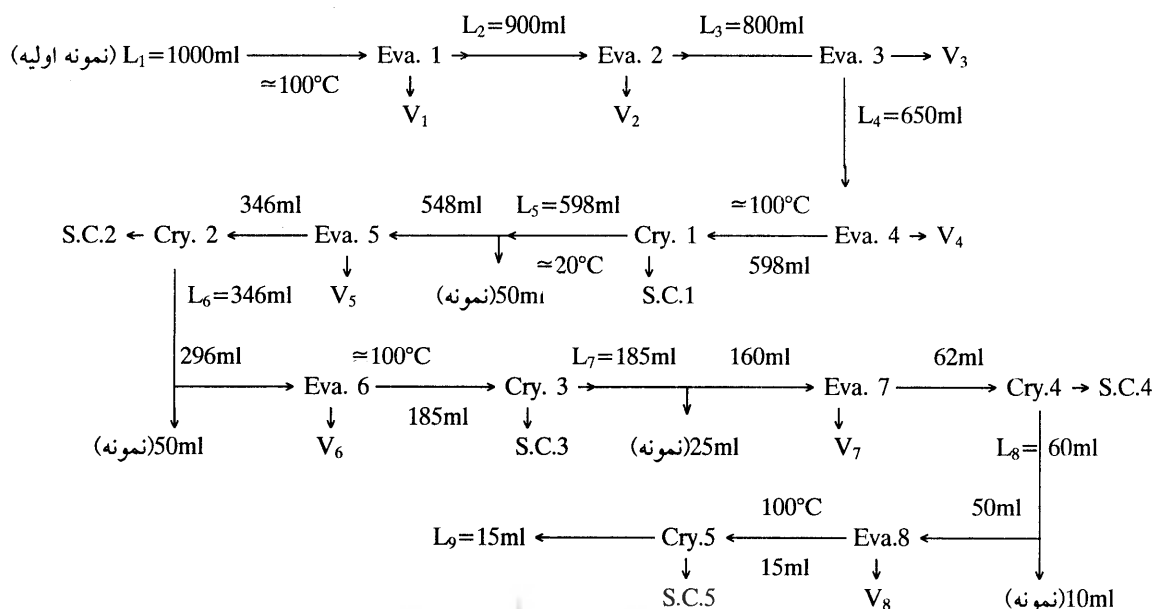 L₂=900ml L₃=800ml
(نمونه اولیه) L₁=1000ml Eva. 1 Eva. 2 Eva. 3 V₃
≃100°C V₁ V₂ L₄=650ml
346ml 548ml L₅=598ml ≃100°C
S.C.2 Cry. 2 Eva. 5 Cry. 1 Eva. 4 V₄
≃20°C 598ml
L₆=346ml V₅ (نمونه)50ml S.C.1
296ml ≃100°C L₇=185ml 160ml 62ml
Eva. 6 Cry. 3 Eva. 7 Cry.4 S.C.4
185ml
(نمونه)50ml V₆ S.C.3 (نمونه)25ml V₇ L₈= 60ml
100°C 50ml
L₉=15ml Cry.5 Eva.8
15ml
S.C.5 V₈ (نمونه)10ml